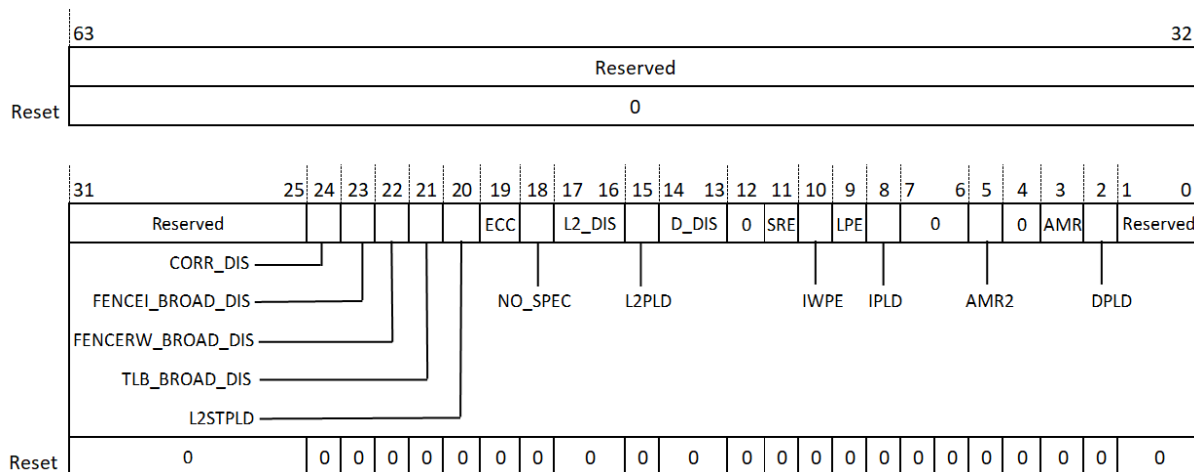 63 32
Reserved
Reset 0
31 25 24 23 22 21 20 19 18 17 16 15 14 13 12 11 10 9 8 7 6 5 4 3 2 1 0
Reserved ECC L2_DIS D_DIS 0 SRE LPE 0 0 AMR Reserved
CORR_DIS
FENCEI_BROAD_DIS NO_SPEC L2PLD IWPE IPLD AMR2 DPLD
FENCERW_BROAD_DIS
TLB_BROAD_DIS
L2STPLD
Reset 0 0 0 0 0 0 0 0 0 0 0 0 0 0 0 0 0 0 0 0 0 0 0